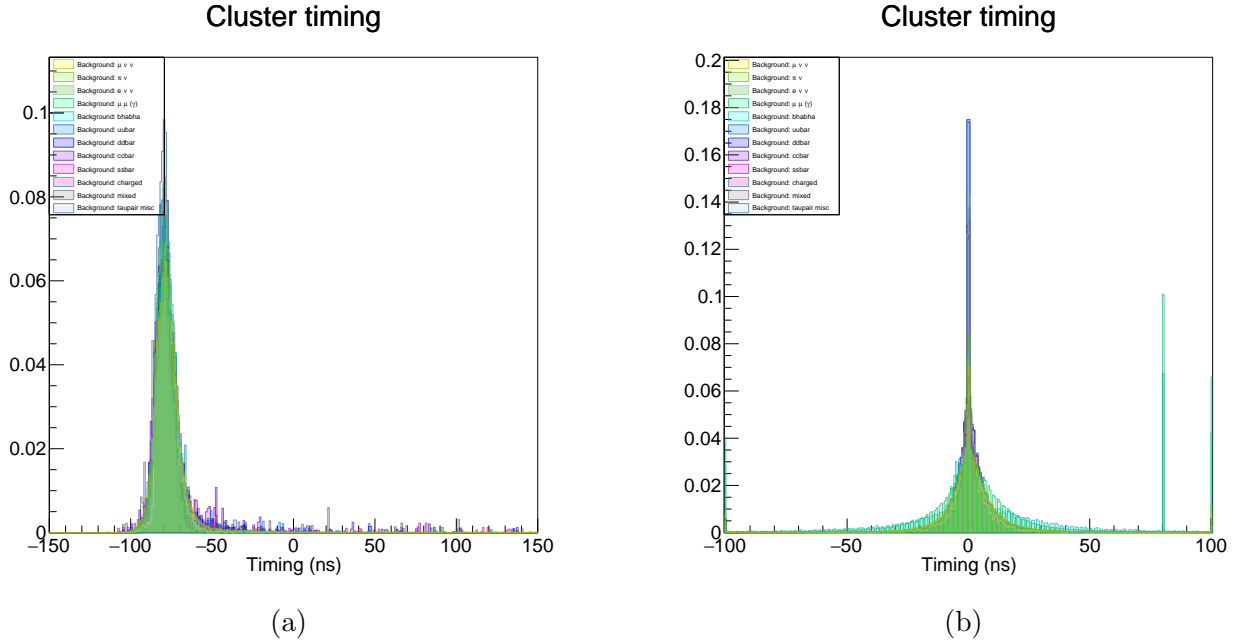 Cluster timing
Background: μ ν ν
Background: π ν
Background: e ν ν
Background: μ μ (γ)
Background: bhabha
Background: uubar
Background: ddbar
Background: ccbar
Background: ssbar
Background: charged
Background: mixed
Background: taupair misc
0.1
0.08
0.06
0.04
0.02
0
−150 −100 −50 0 50 100 150
Timing (ns)
(a)
Cluster timing
Background: μ ν ν
Background: π ν
Background: e ν ν
Background: μ μ (γ)
Background: bhabha
Background: uubar
Background: ddbar
Background: ccbar
Background: ssbar
Background: charged
Background: mixed
Background: taupair misc
0.2
0.18
0.16
0.14
0.12
0.1
0.08
0.06
0.04
0.02
0
−100 −50 0 50 100
Timing (ns)
(b)